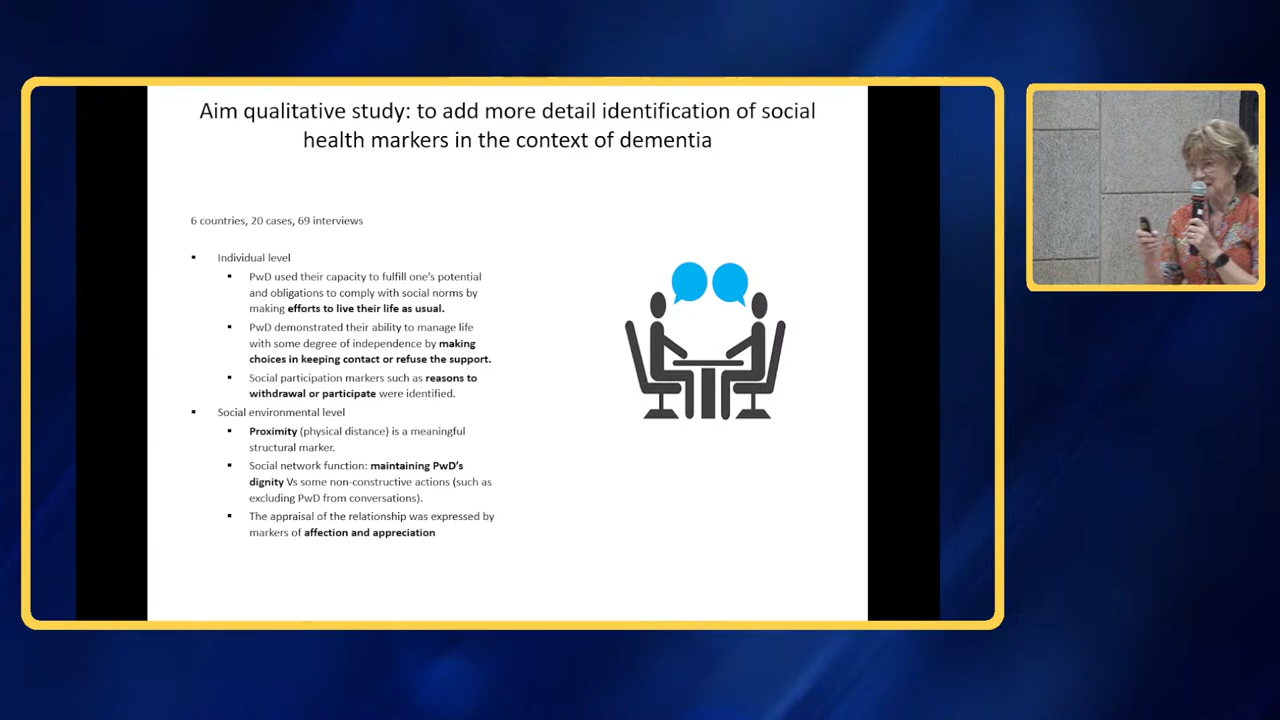 Aim qualitative study: to add more detail identification of social
health markers in the context of dementia
6 countries, 20 cases, 69 interviews
▪ Individual level
▪ PwD used their capacity to fulfill one's potential
and obligations to comply with social norms by
making efforts to live their life as usual.
▪ PwD demonstrated their ability to manage life
with some degree of independence by making
choices in keeping contact or refuse the support.
▪ Social participation markers such as reasons to
withdrawal or participate were identified.
▪ Social environmental level
▪ Proximity (physical distance) is a meaningful
structural marker.
▪ Social network function: maintaining PwD's
dignity Vs some non-constructive actions (such as
excluding PwD from conversations).
▪ The appraisal of the relationship was expressed by
markers of affection and appreciation